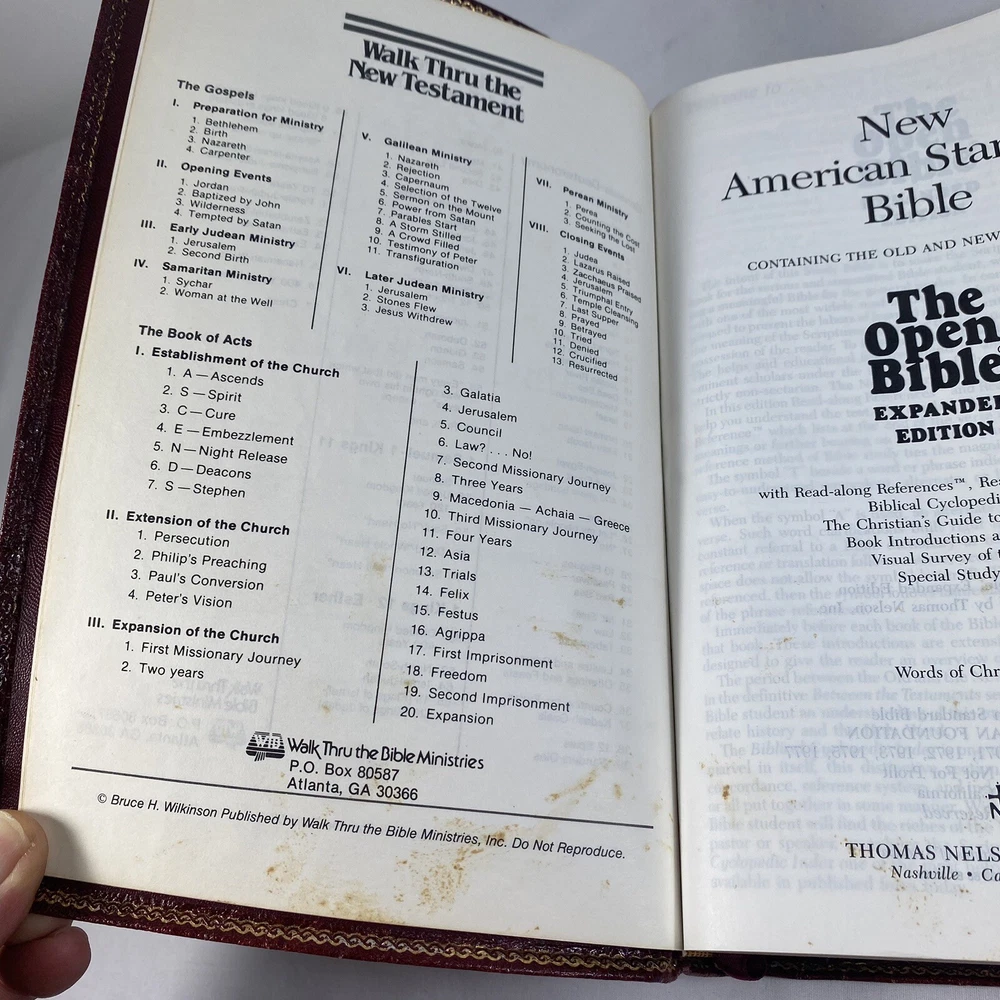 Walk Thru the
New Testament
The Gospels
I. Preparation for Ministry
1. Bethlehem
2. Birth
3. Nazareth
4. Carpenter
II. Opening Events
1. Jordan
2. Baptized by John
3. Wilderness
4. Tempted by Satan
III. Early Judean Ministry
1. Jerusalem
2. Second Birth
IV. Samaritan Ministry
1. Sychar
2. Woman at the Well
V. Galilean Ministry
1. Nazareth
2. Rejection
3. Capernaum
4. Selection of the Twelve
5. Sermon on the Mount
6. Power from Satan
7. Parables Start
8. A Storm Stilled
9. A Crowd Filled
10. Testimony of Peter
11. Transfiguration
VI. Later Judean Ministry
1. Jerusalem
2. Stones Flew
3. Jesus Withdrew
VII. Perean Ministry
1. Perea
2. Counting the Cost
3. Seeking the Lost
VIII. Closing Events
1. Judea
2. Lazarus Raised
3. Zacchaeus Praised
4. Jerusalem
5. Triumphal Entry
6. Temple Cleansing
7. Last Supper
8. Prayed
9. Betrayed
10. Tried
11. Denied
12. Crucified
13. Resurrected
The Book of Acts
I. Establishment of the Church
1. A — Ascends
2. S — Spirit
3. C — Cure
4. E — Embezzlement
5. N — Night Release
6. D — Deacons
7. S — Stephen
II. Extension of the Church
1. Persecution
2. Philip's Preaching
3. Paul's Conversion
4. Peter's Vision
III. Expansion of the Church
1. First Missionary Journey
2. Two years
3. Galatia
4. Jerusalem
5. Council
6. Law? . . . No!
7. Second Missionary Journey
8. Three Years
9. Macedonia — Achaia — Greece
10. Third Missionary Journey
11. Four Years
12. Asia
13. Trials
14. Felix
15. Festus
16. Agrippa
17. First Imprisonment
18. Freedom
19. Second Imprisonment
20. Expansion
Walk Thru the Bible Ministries
P.O. Box 80587
Atlanta, GA 30366
© Bruce H. Wilkinson Published by Walk Thru the Bible Ministries, Inc. Do Not Reproduce.
New
American Stan
Bible
CONTAINING THE OLD AND NEW
The
Open
Bible
EXPANDE
EDITION
with Read-along References™, Rea
Biblical Cyclopedi
The Christian's Guide to
Book Introductions a
Visual Survey of t
Special Study
Words of Chr
THOMAS NELS
Nashville • Ca